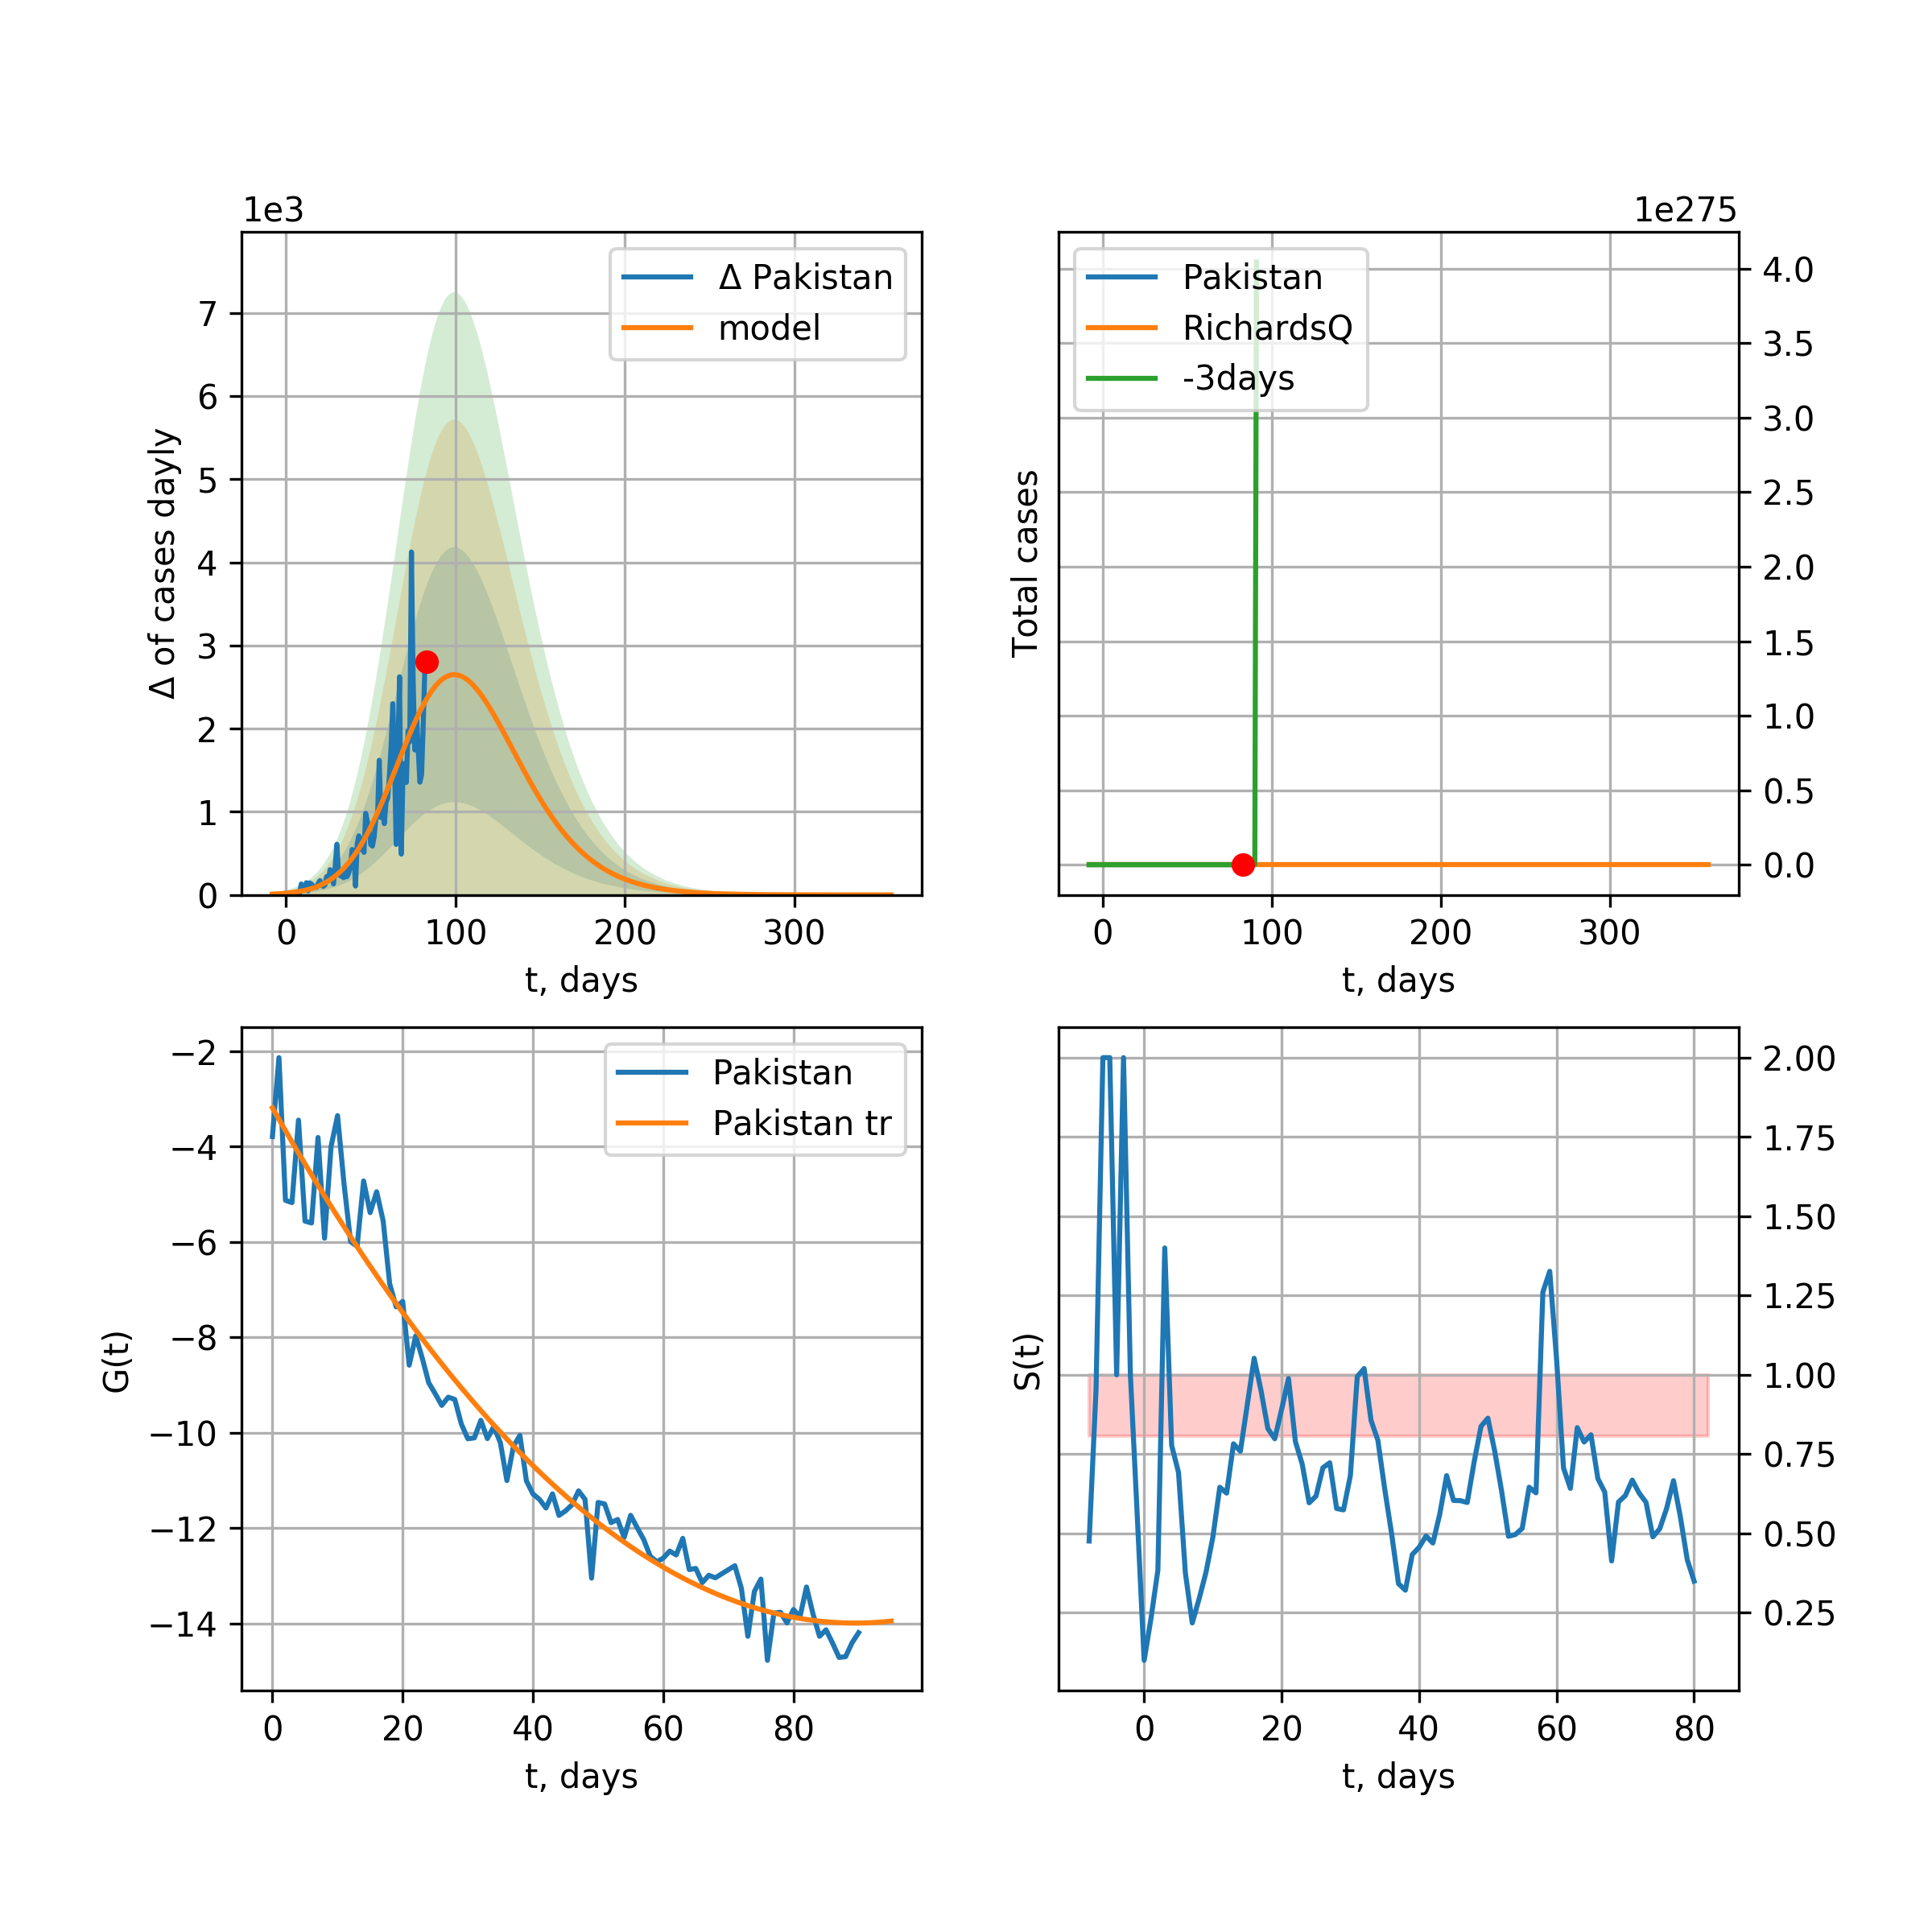 1e3
Δ of cases dayly
7
6
5
4
3
2
1
0
Δ Pakistan
model
0 100 200 300
t, days
1e275
Total cases
Pakistan
RichardsQ
-3days
4.0
3.5
3.0
2.5
2.0
1.5
1.0
0.5
0.0
0 100 200 300
t, days
G(t)
−2
−4
−6
−8
−10
−12
−14
Pakistan
Pakistan tr
0 20 40 60 80
t, days
S(t)
2.00
1.75
1.50
1.25
1.00
0.75
0.50
0.25
0 20 40 60 80
t, days